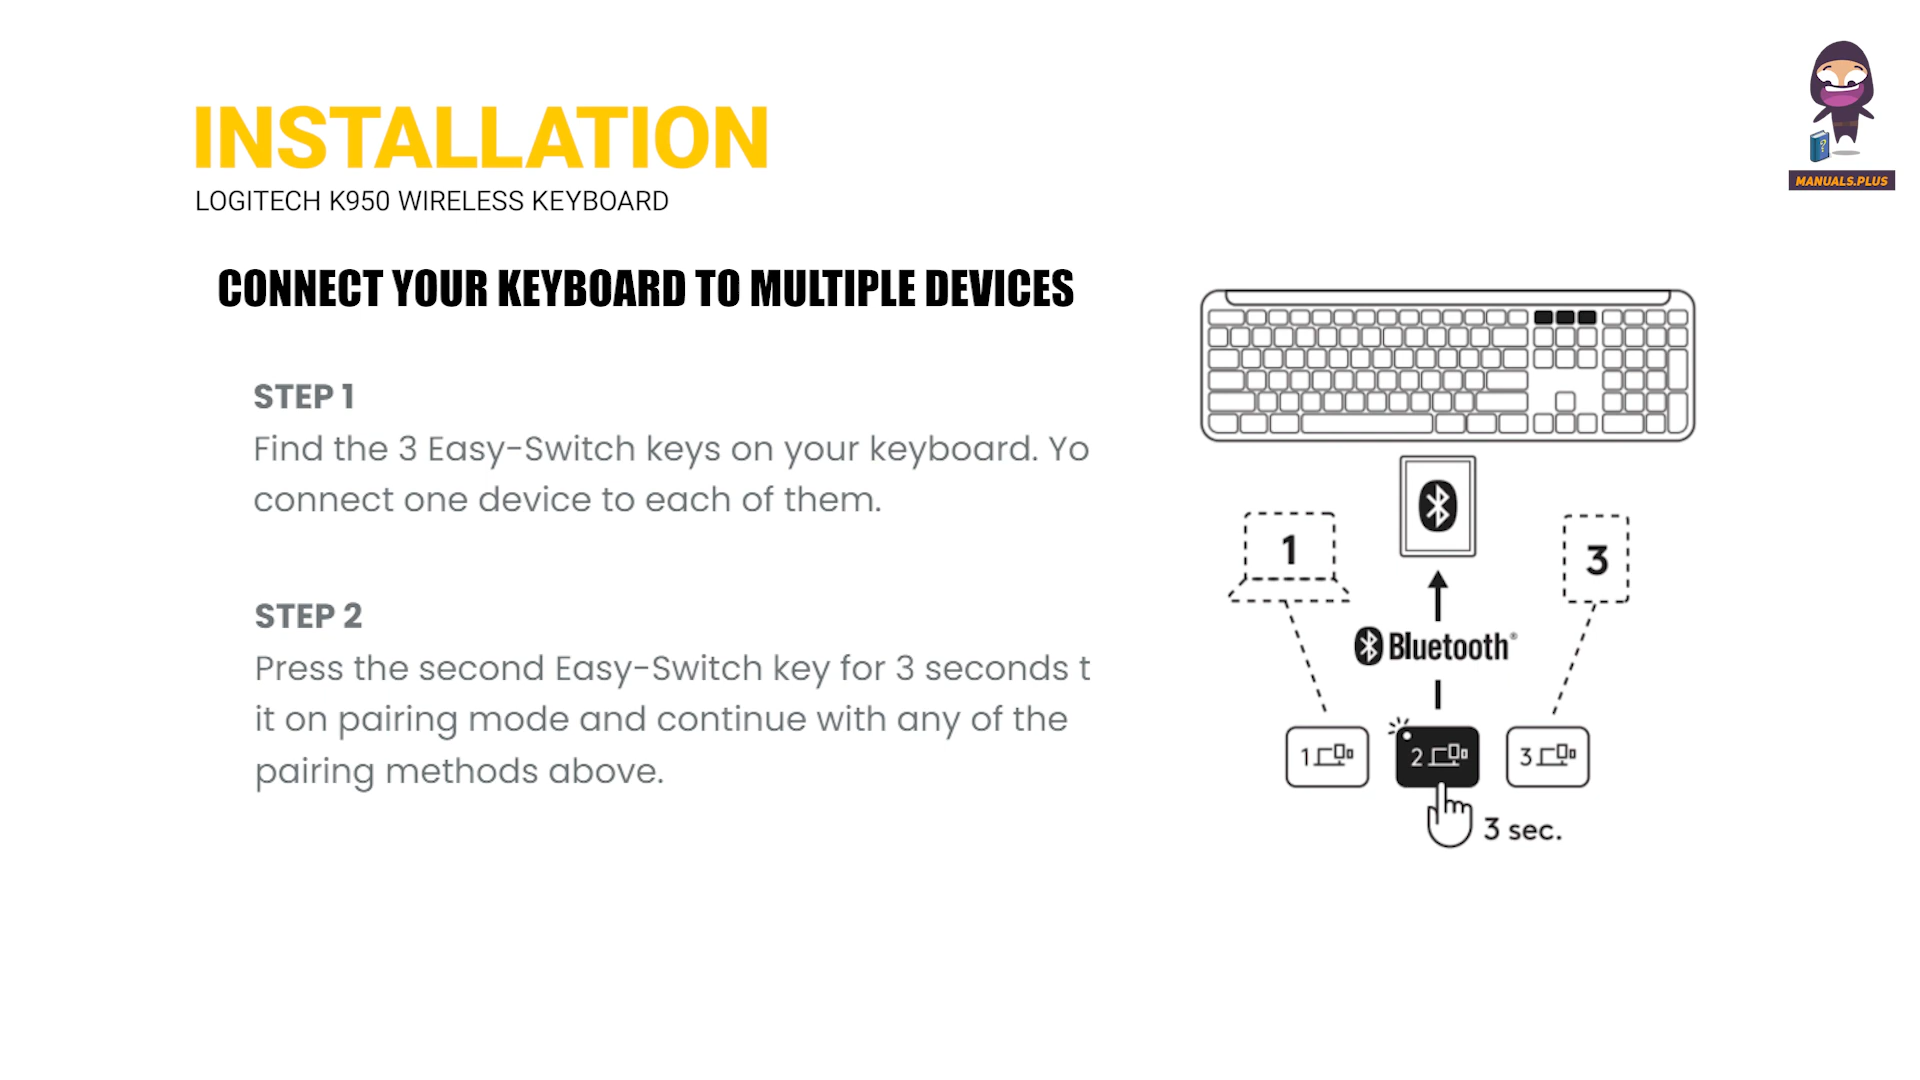 MANUALS.PLUS
INSTALLATION
LOGITECH K950 WIRELESS KEYBOARD
CONNECT YOUR KEYBOARD TO MULTIPLE DEVICES
STEP 1
Find the 3 Easy-Switch keys on your keyboard. Yo
connect one device to each of them.
STEP 2
Press the second Easy-Switch key for 3 seconds t
it on pairing mode and continue with any of the
pairing methods above.
1
3
Bluetooth®
1
2
3
3 sec.